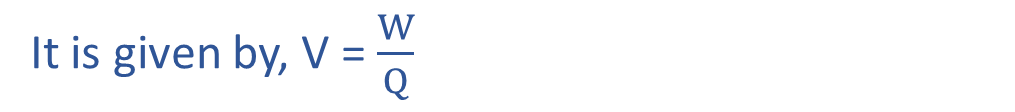 It is given by, V = W/Q